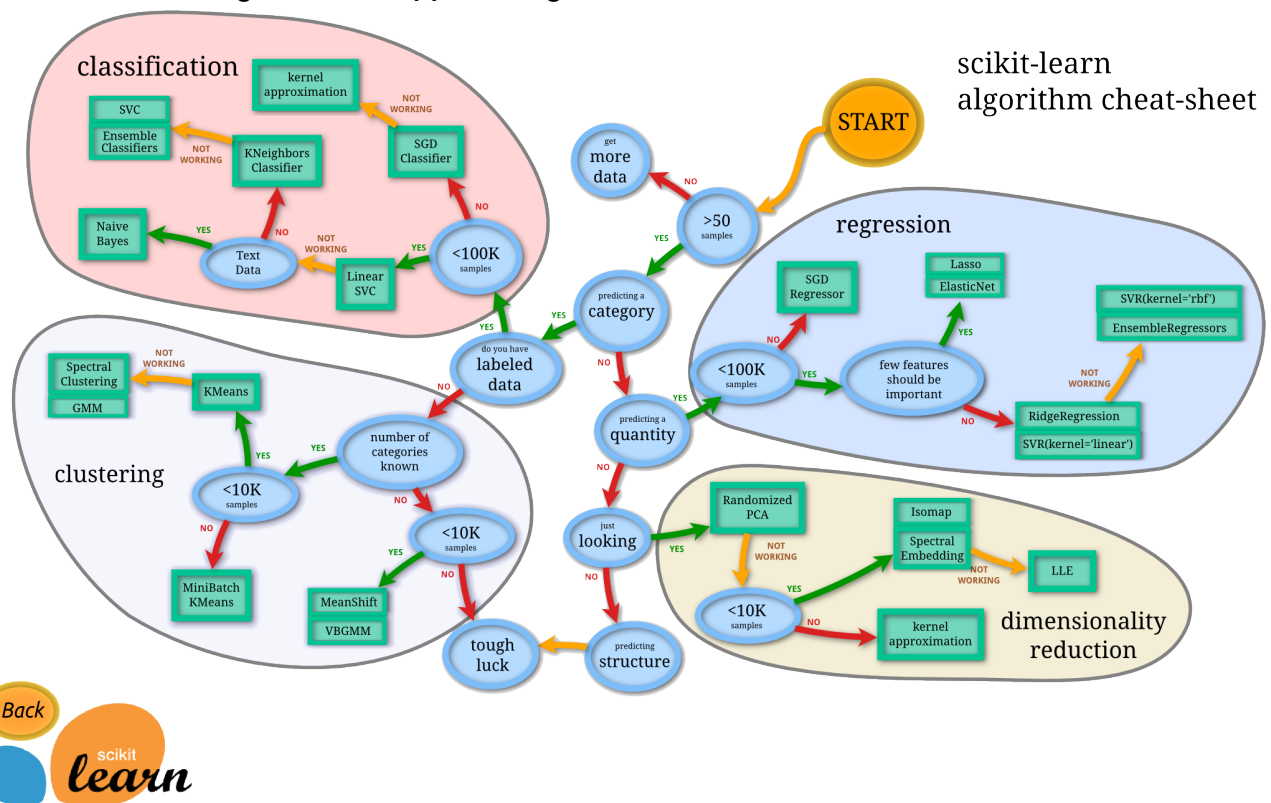 scikit-learn
algorithm cheat-sheet
START
get
more
data
NO
>50
samples
YES
predicting a
category
YES
NO
do you have
labeled
data
YES
NO
predicting a
quantity
YES
NO
just
looking
YES
NO
predicting
structure
tough
luck
classification
kernel
approximation
NOT
WORKING
SVC
Ensemble
Classifiers
NOT
WORKING
KNeighbors
Classifier
SGD
Classifier
NO
<100K
samples
YES
Linear
SVC
NOT
WORKING
Text
Data
NO
YES
Naive
Bayes
regression
<100K
samples
NO
SGD
Regressor
YES
few features
should be
important
YES
Lasso
ElasticNet
NO
RidgeRegression
SVR(kernel='linear')
NOT
WORKING
SVR(kernel='rbf')
EnsembleRegressors
clustering
number of
categories
known
YES
NO
<10K
samples
YES
KMeans
NOT
WORKING
Spectral
Clustering
GMM
NO
MiniBatch
KMeans
<10K
samples
YES
MeanShift
VBGMM
NO
dimensionality
reduction
Randomized
PCA
NOT
WORKING
<10K
samples
YES
Isomap
Spectral
Embedding
NOT
WORKING
LLE
NO
kernel
approximation
Back
scikit
learn